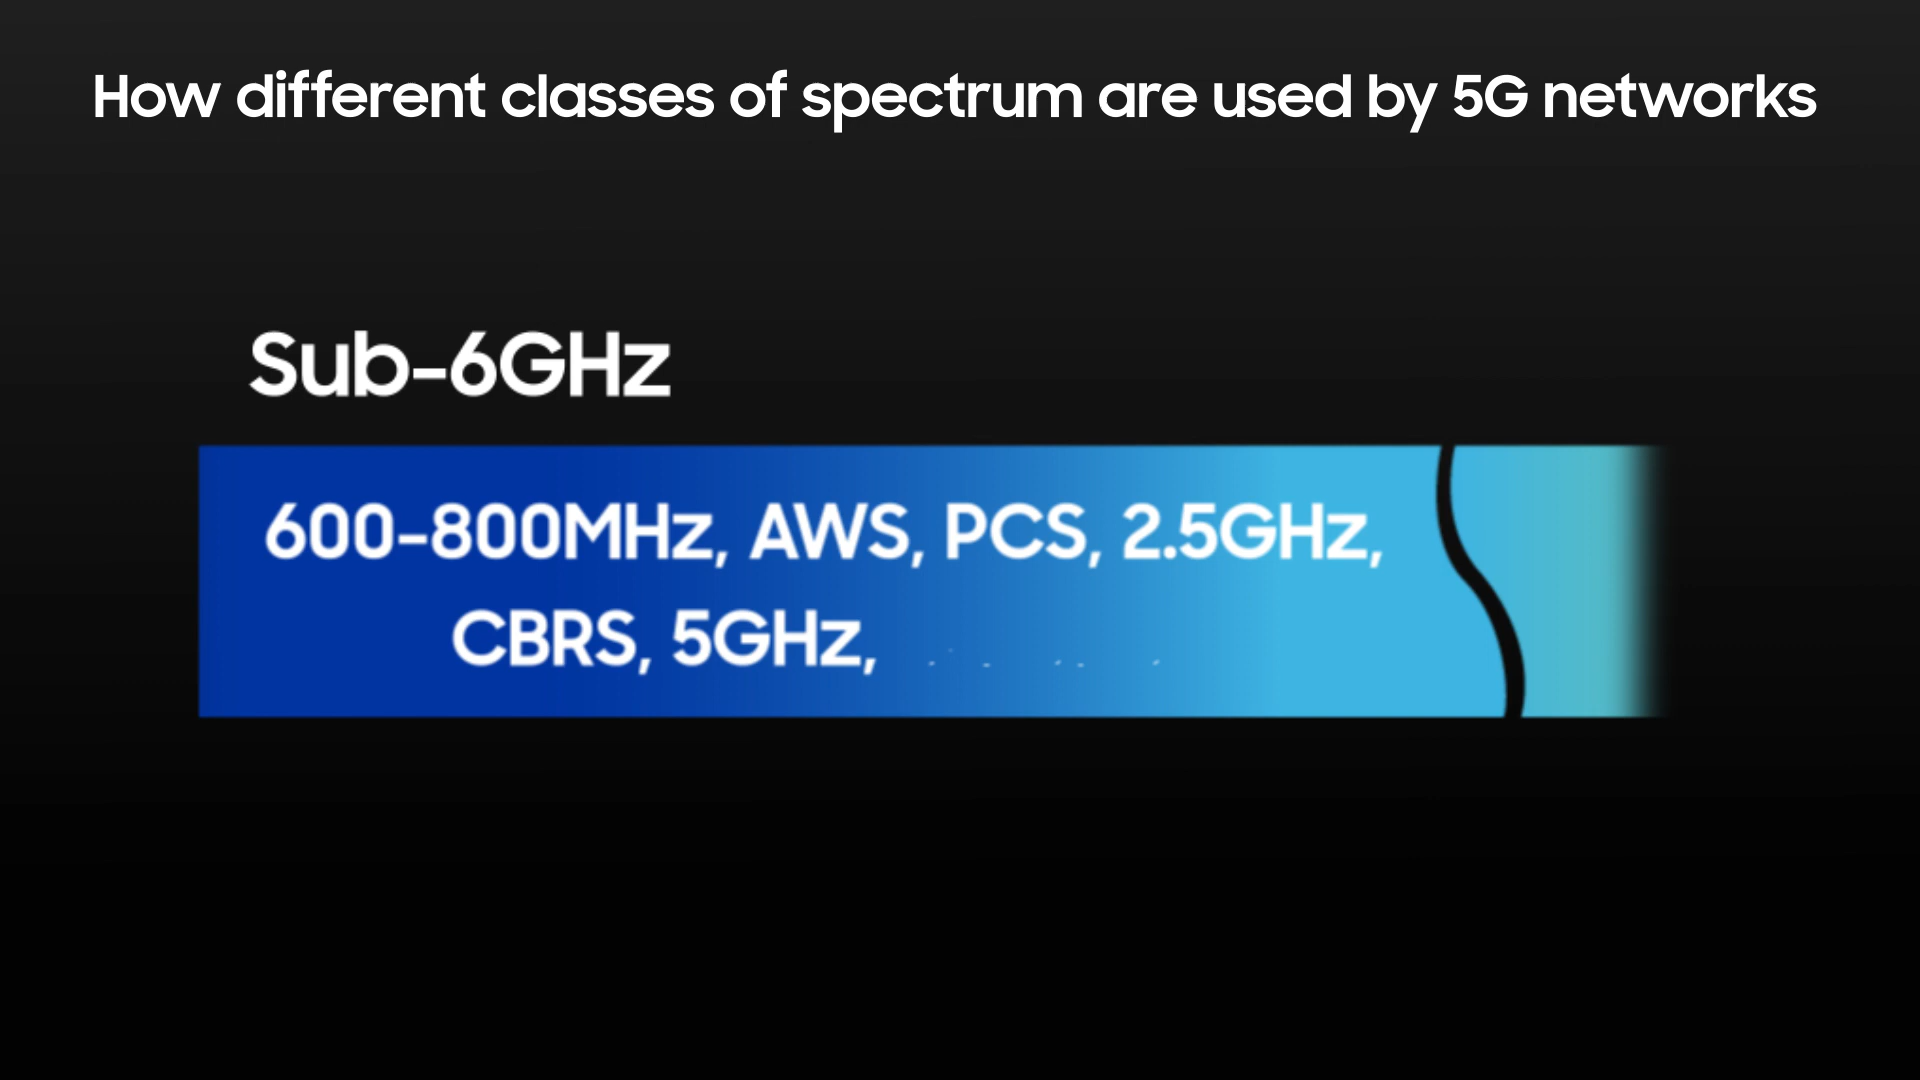 How different classes of spectrum are used by 5G networks
Sub-6GHz
600-800MHz, AWS, PCS, 2.5GHz,
CBRS, 5GHz,